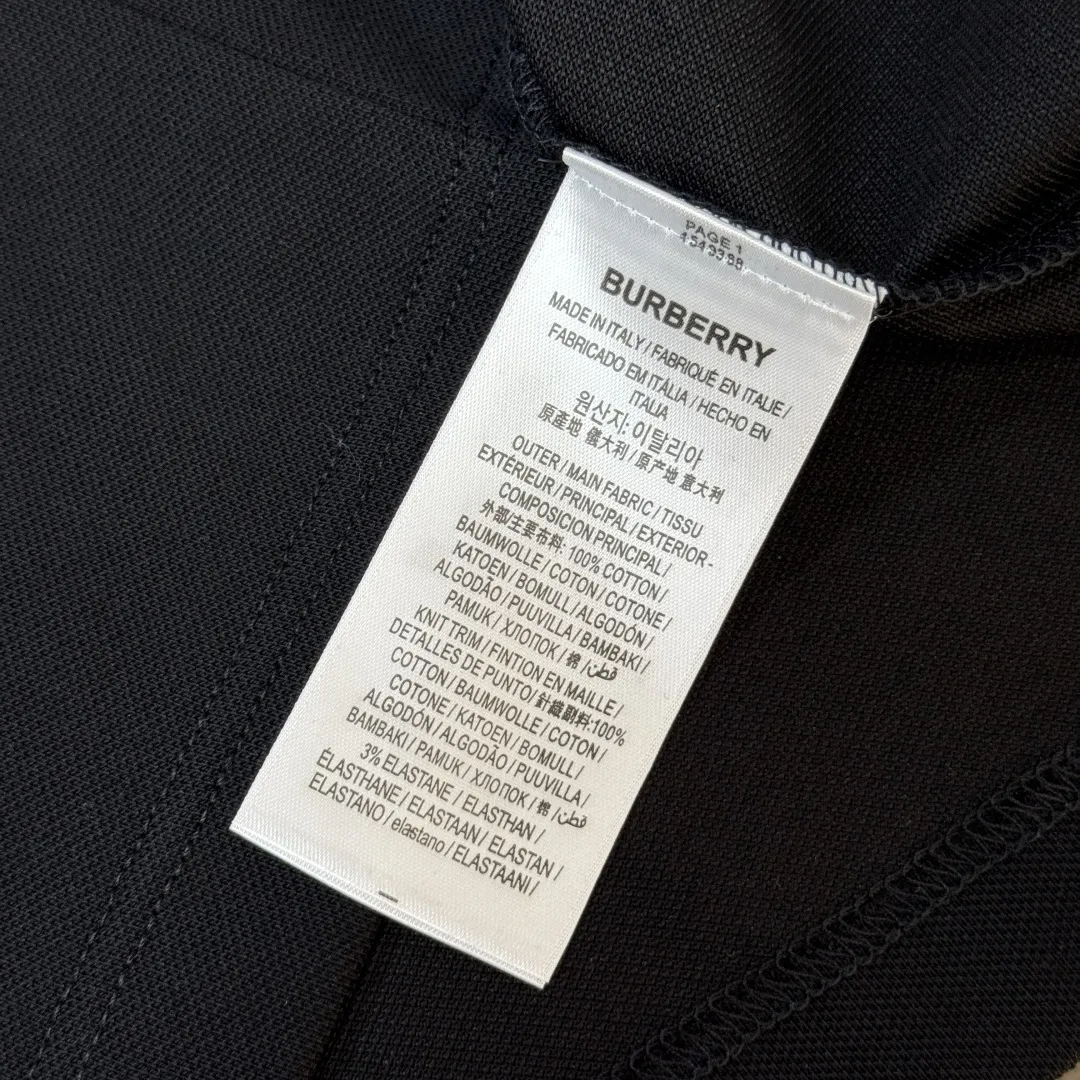 PAGE 1
4549388
BURBERRY
MADE IN ITALY / FABRIQUÉ EN ITALIE /
FABRICADO EM ITÁLIA / HECHO EN
ITALIA
원산지: 이탈리아
原產地 儀大利 / 原产地 意大利
OUTER / MAIN FABRIC / TISSU
EXTÉRIEUR / PRINCIPAL / EXTERIOR -
COMPOSICION PRINCIPAL /
外部/主要布料: 100% COTTON /
BAUMWOLLE / COTON / COTONE /
KATOEN / BOMULL / ALGODÓN /
ALGODÃO / PUUVILLA / BAMBAKI /
PAMUK / ХЛОПОК / 棉 / قطن
KNIT TRIM / FINTION EN MAILLE /
DETALLES DE PUNTO/ 針織副料:100%
COTTON / BAUMWOLLE / COTON /
COTONE / KATOEN / BOMULL /
ALGODÓN / ALGODÃO / PUUVILLA /
BAMBAKI / PAMUK / ХЛОПОК / 棉 / قطن
3% ELASTANE / ELASTHAN /
ÉLASTHANE / ELASTAAN / ELASTAN /
ELASTANO / elastano / ELASTAANI /